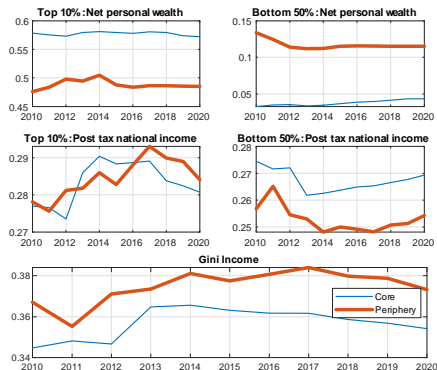 Top 10%:Net personal wealth
0.6
0.55
0.5
0.45
2010 2012 2014 2016 2018 2020
Bottom 50%:Net personal wealth
0.15
0.1
0.05
2010 2012 2014 2016 2018 2020
Top 10%:Post tax national income
0.29
0.28
0.27
2010 2012 2014 2016 2018 2020
Bottom 50%:Post tax national income
0.28
0.27
0.26
0.25
2010 2012 2014 2016 2018 2020
Gini Income
0.38
0.36
0.34
2010 2011 2012 2013 2014 2015 2016 2017 2018 2019 2020
Core
Periphery